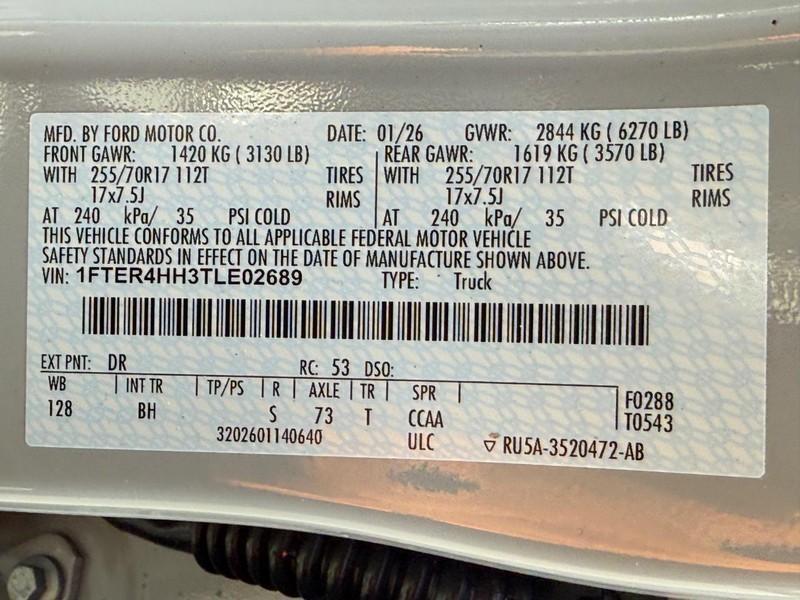 MFD. BY FORD MOTOR CO. DATE: 01/26 GVWR: 2844 KG ( 6270 LB)
FRONT GAWR: 1420 KG ( 3130 LB) REAR GAWR: 1619 KG ( 3570 LB)
WITH 255/70R17 112T TIRES WITH 255/70R17 112T TIRES
17x7.5J RIMS 17x7.5J RIMS
AT 240 kPa/ 35 PSI COLD AT 240 kPa/ 35 PSI COLD
THIS VEHICLE CONFORMS TO ALL APPLICABLE FEDERAL MOTOR VEHICLE
SAFETY STANDARDS IN EFFECT ON THE DATE OF MANUFACTURE SHOWN ABOVE.
VIN: 1FTER4HH3TLE02689 TYPE: Truck
EXT PNT: DR RC: 53 DSO:
WB INT TR TP/PS R AXLE TR SPR F0288
128 BH S 73 T CCAA T0543
3202601140640 ULC ▽ RU5A-3520472-AB